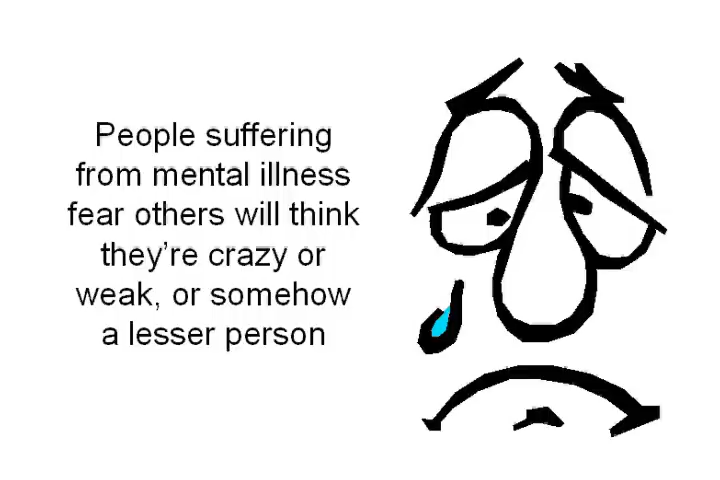 People suffering
from mental illness
fear others will think
they're crazy or
weak, or somehow
a lesser person